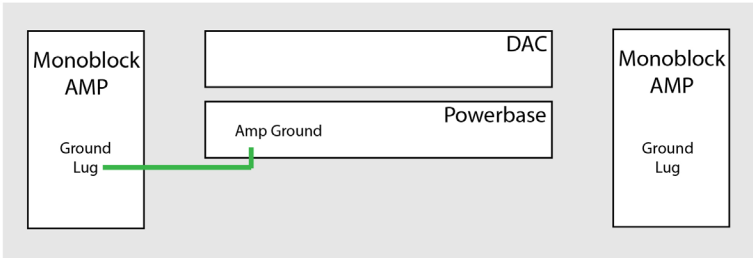 Monoblock
AMP
Ground
Lug
DAC
Powerbase
Amp Ground
Monoblock
AMP
Ground
Lug